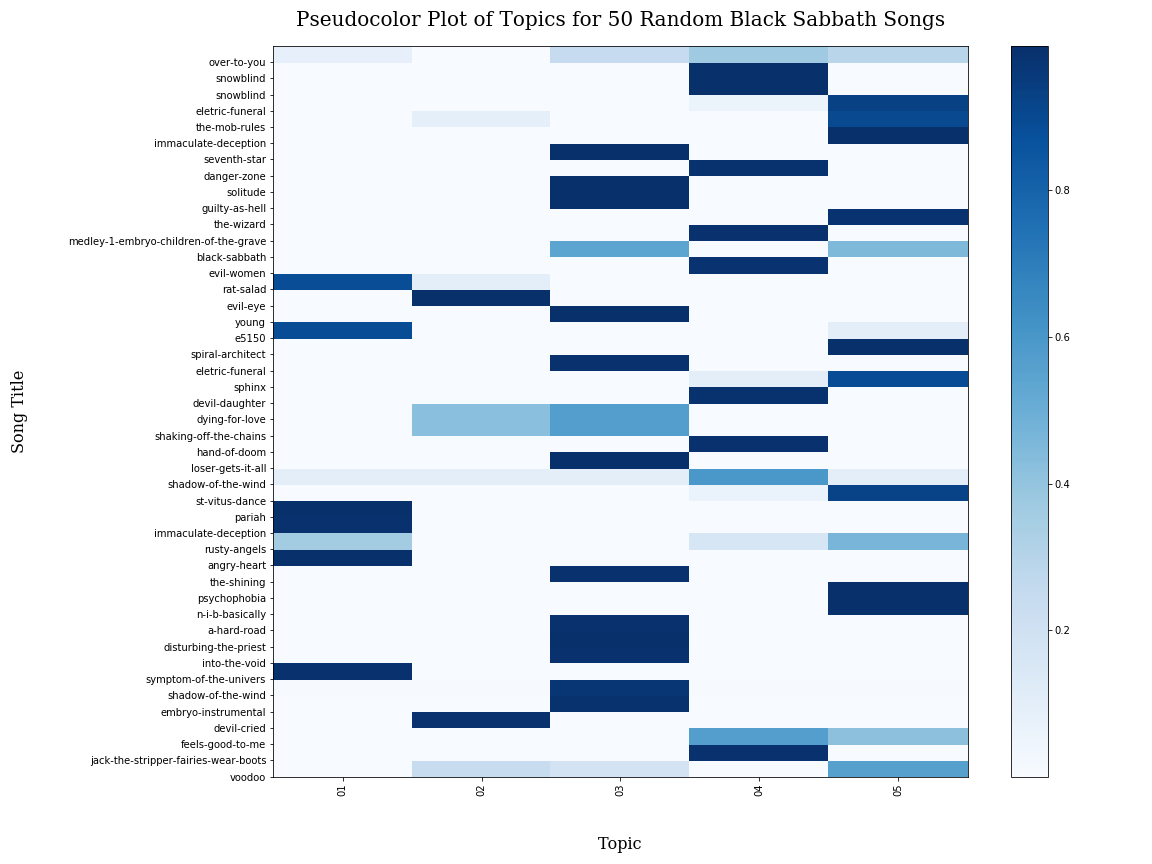 Pseudocolor Plot of Topics for 50 Random Black Sabbath Songs
over-to-you
snowblind
snowblind
eletric-funeral
the-mob-rules
immaculate-deception
seventh-star
danger-zone
solitude
guilty-as-hell
the-wizard
medley-1-embryo-children-of-the-grave
black-sabbath
evil-women
rat-salad
evil-eye
young
e5150
spiral-architect
eletric-funeral
sphinx
devil-daughter
dying-for-love
shaking-off-the-chains
hand-of-doom
loser-gets-it-all
shadow-of-the-wind
st-vitus-dance
pariah
immaculate-deception
rusty-angels
angry-heart
the-shining
psychophobia
n-i-b-basically
a-hard-road
disturbing-the-priest
into-the-void
symptom-of-the-univers
shadow-of-the-wind
embryo-instrumental
devil-cried
feels-good-to-me
jack-the-stripper-fairies-wear-boots
voodoo
Song Title
01
02
03
04
05
Topic
0.8
0.6
0.4
0.2